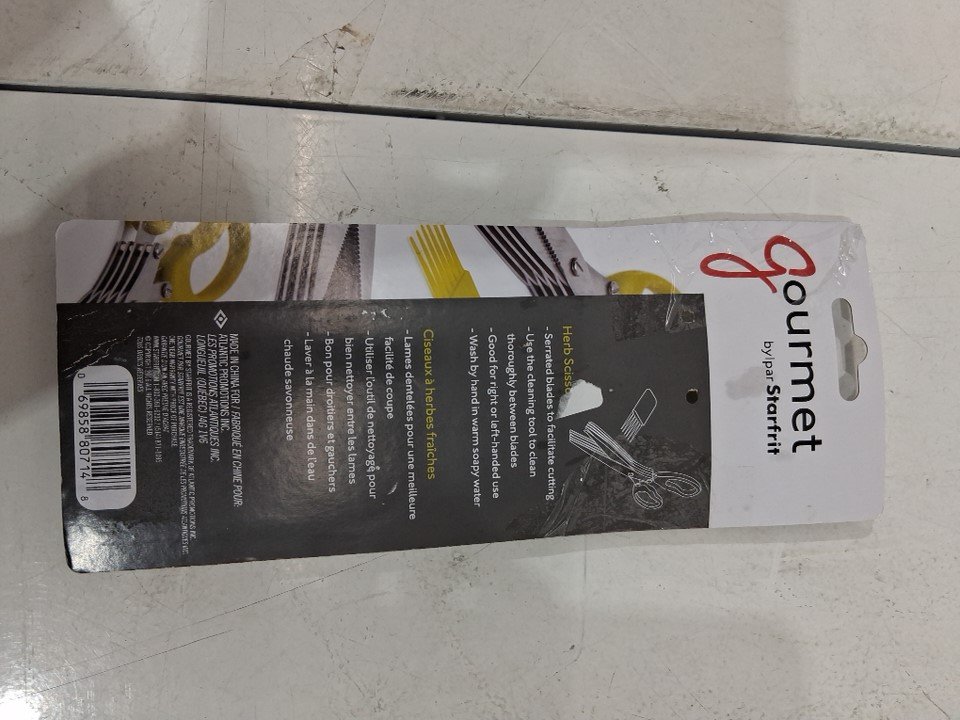 gourmet
by|par Starfrit
Herb Sciss
- Serrated blades to facilitate cutting
- Use the cleaning tool to clean
thoroughly between blades
- Good for right or left-handed use
- Wash by hand in warm soapy water
Ciseaux à herbes fraîches
- Lames dentelées pour une meilleure
facilité de coupe
- Utiliser l'outil de nettoyage pour
bien nettoyer entre les lames
- Bon pour droitiers et gauchers
- Laver à la main dans de l'eau
chaude savonneuse
MADE IN CHINA FOR / FABRIQUÉ EN CHINE POUR:
ATLANTIC PROMOTIONS INC.
LES PROMOTIONS ATLANTIQUES INC.
LONGUEUIL (QUÉBEC) J4G 1V6
0 69858 80714 8